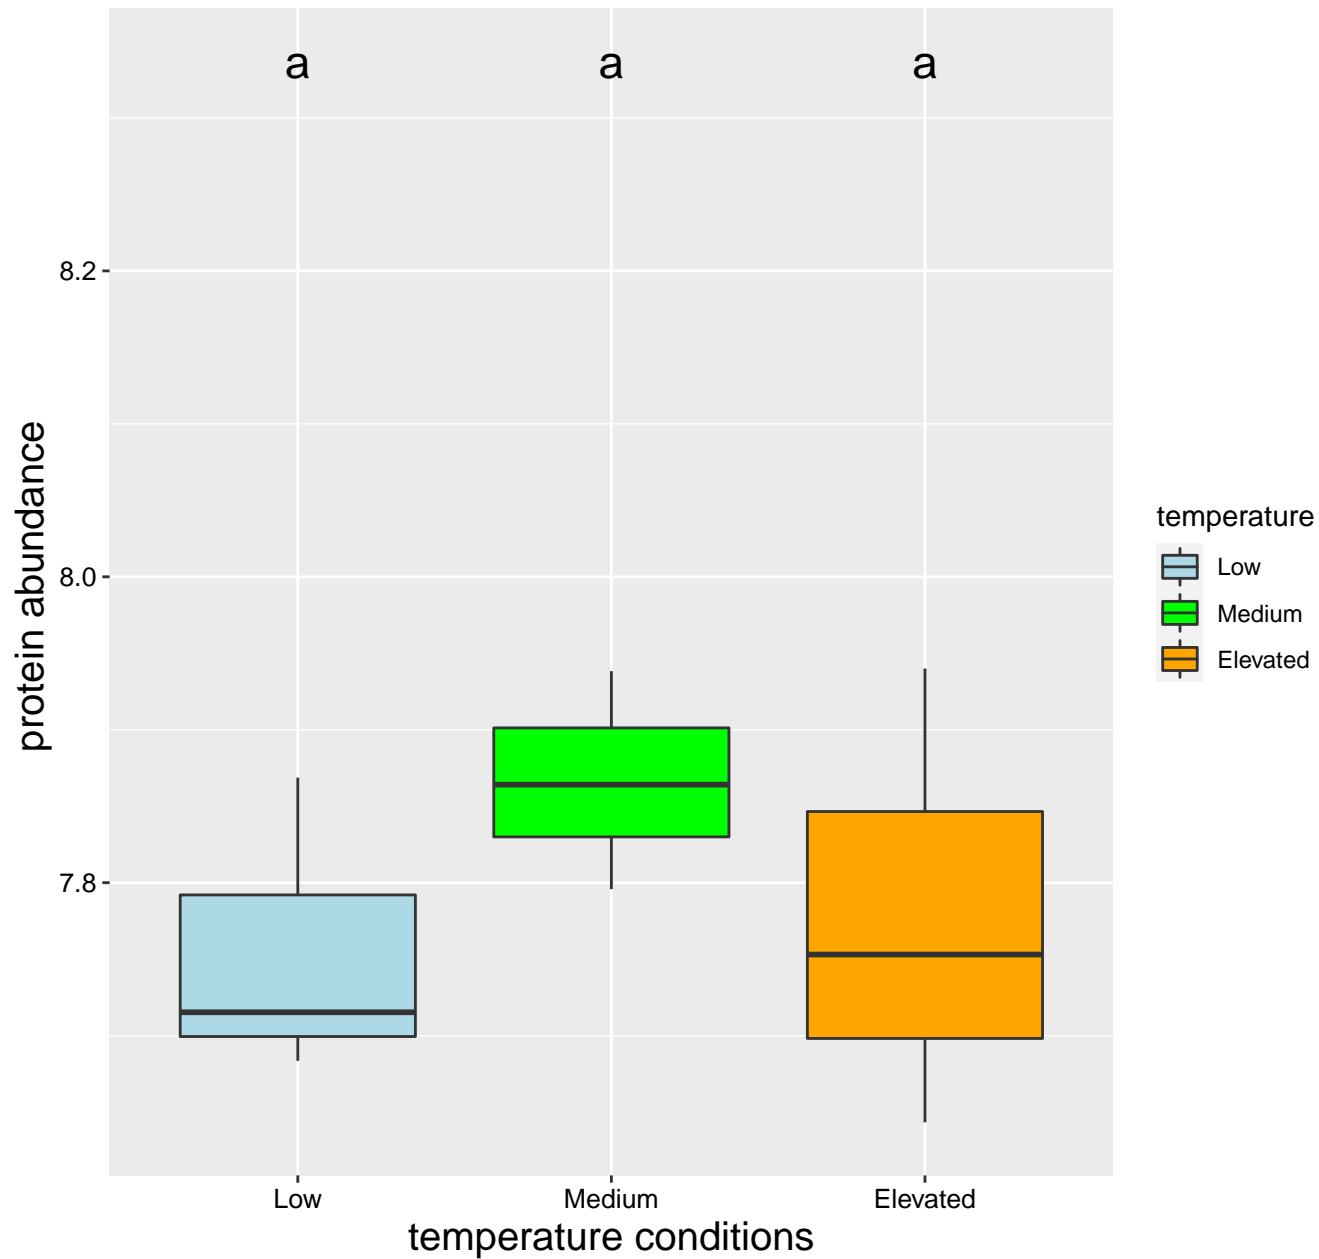 a a a
8.2
8.0
7.8
protein abundance
Low Medium Elevated
temperature conditions
temperature
Low
Medium
Elevated